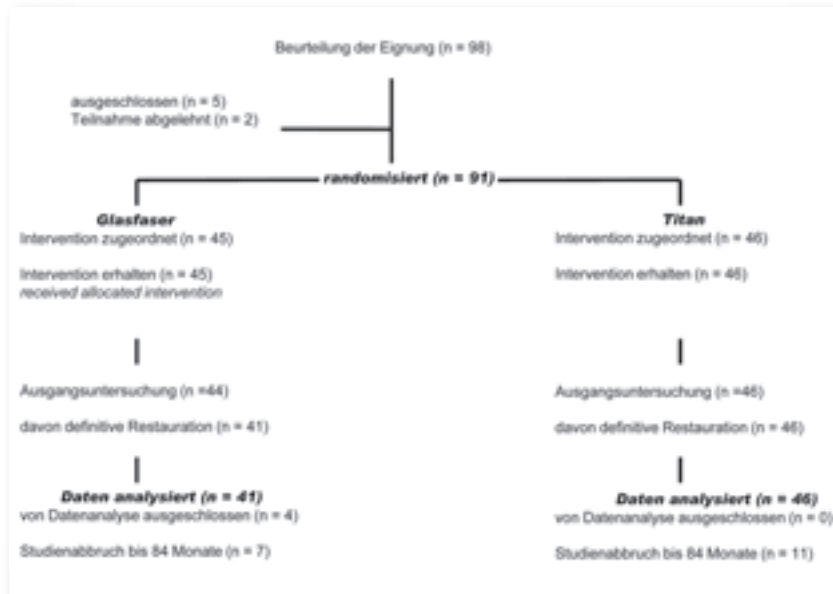 Beurteilung der Eignung (n = 98)
ausgeschlossen (n = 5)
Teilnahme abgelehnt (n = 2)
randomisiert (n = 91)
Glasfaser
Intervention zugeordnet (n = 45)
Intervention erhalten (n = 45)
received allocated intervention
Ausgangsuntersuchung (n =44)
davon definitive Restauration (n = 41)
Daten analysiert (n = 41)
von Datenanalyse ausgeschlossen (n = 4)
Studienabbruch bis 84 Monate (n = 7)
Titan
Intervention zugeordnet (n = 46)
Intervention erhalten (n = 46)
Ausgangsuntersuchung (n =46)
davon definitive Restauration (n = 46)
Daten analysiert (n = 46)
von Datenanalyse ausgeschlossen (n = 0)
Studienabbruch bis 84 Monate (n = 11)